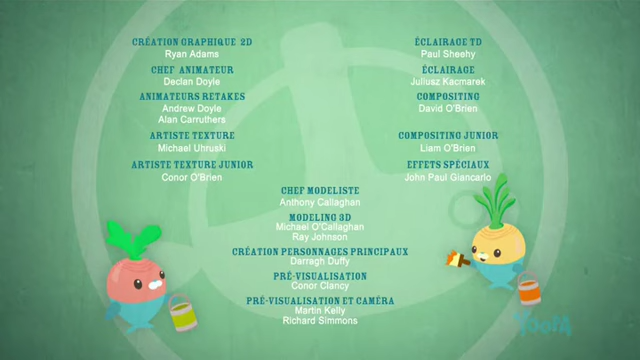 CRÉATION GRAPHIQUE 2D
Ryan Adams
CHEF ANIMATEUR
Declan Doyle
ANIMATEURS RETAKES
Andrew Doyle
Alan Carruthers
ARTISTE TEXTURE
Michael Uhruski
ARTISTE TEXTURE JUNIOR
Conor O'Brien
ÉCLAIRAGE TD
Paul Sheehy
ÉCLAIRAGE
Juliusz Kacmarek
COMPOSITING
David O'Brien
COMPOSITING JUNIOR
Liam O'Brien
EFFETS SPÉCIAUX
John Paul Giancarlo
CHEF MODELISTE
Anthony Callaghan
MODELING 3D
Michael O'Callaghan
Ray Johnson
CRÉATION PERSONNAGES PRINCIPAUX
Darragh Duffy
PRÉ-VISUALISATION
Conor Clancy
PRÉ-VISUALISATION ET CAMÉRA
Martin Kelly
Richard Simmons
YOOPA